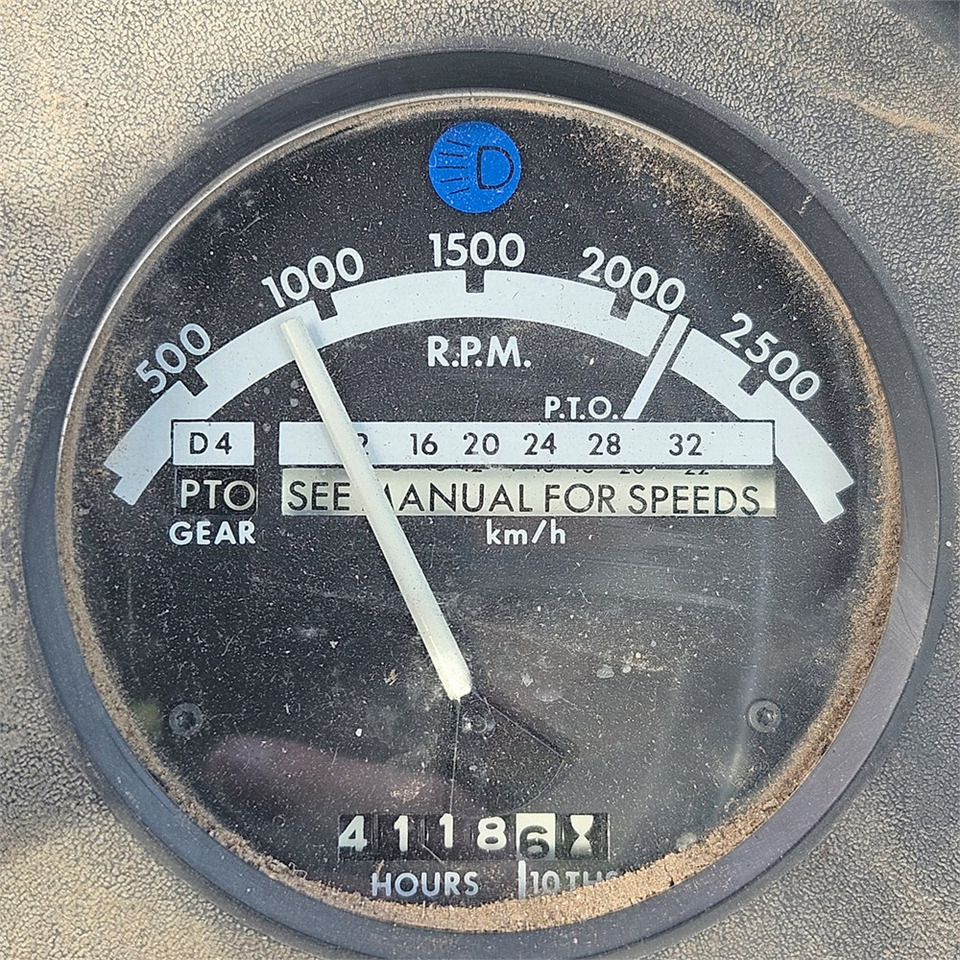 500 1000 1500 2000 2500
R.P.M.
P.T.O.
D4 16 20 24 28 32
PTO SEE MANUAL FOR SPEEDS
GEAR km/h
4 1 1 8 6
HOURS 10THS